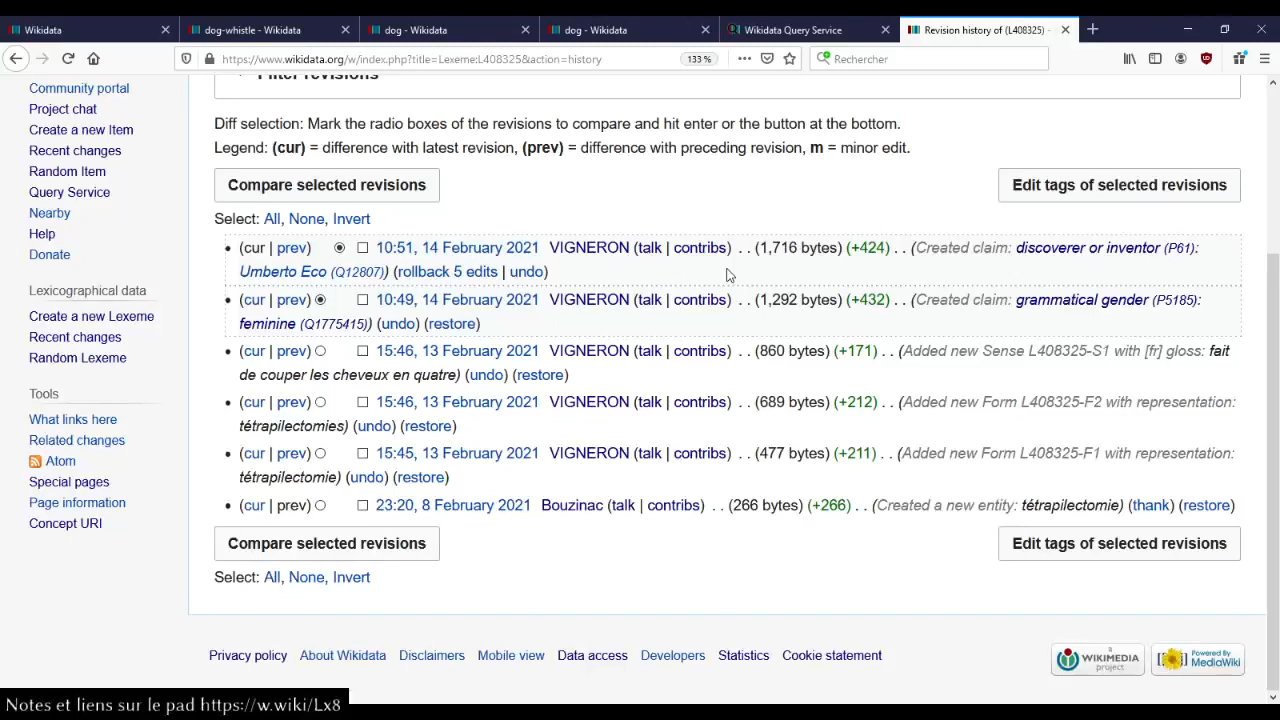 Wikidata
dog-whistle - Wikidata
dog - Wikidata
dog - Wikidata
Wikidata Query Service
Revision history of (L408325) -
https://www.wikidata.org/w/index.php?title=Lexeme:L408325&action=history
133 %
Rechercher
Community portal
Project chat
Create a new Item
Recent changes
Random Item
Query Service
Nearby
Help
Donate
Lexicographical data
Create a new Lexeme
Recent changes
Random Lexeme
Tools
What links here
Related changes
Atom
Special pages
Page information
Concept URI
Filter revisions
Diff selection: Mark the radio boxes of the revisions to compare and hit enter or the button at the bottom.
Legend: (cur) = difference with latest revision, (prev) = difference with preceding revision, m = minor edit.
Compare selected revisions
Edit tags of selected revisions
Select: All, None, Invert
(cur | prev) 10:51, 14 February 2021 VIGNERON (talk | contribs) . . (1,716 bytes) (+424) . . (Created claim: discoverer or inventor (P61):
Umberto Eco (Q12807)) (rollback 5 edits | undo)
(cur | prev) 10:49, 14 February 2021 VIGNERON (talk | contribs) . . (1,292 bytes) (+432) . . (Created claim: grammatical gender (P5185):
feminine (Q1775415)) (undo) (restore)
(cur | prev) 15:46, 13 February 2021 VIGNERON (talk | contribs) . . (860 bytes) (+171) . . (Added new Sense L408325-S1 with [fr] gloss: fait
de couper les cheveux en quatre) (undo) (restore)
(cur | prev) 15:46, 13 February 2021 VIGNERON (talk | contribs) . . (689 bytes) (+212) . . (Added new Form L408325-F2 with representation:
tétrapilectomies) (undo) (restore)
(cur | prev) 15:45, 13 February 2021 VIGNERON (talk | contribs) . . (477 bytes) (+211) . . (Added new Form L408325-F1 with representation:
tétrapilectomie) (undo) (restore)
(cur | prev) 23:20, 8 February 2021 Bouzinac (talk | contribs) . . (266 bytes) (+266) . . (Created a new entity: tétrapilectomie) (thank) (restore)
Compare selected revisions
Edit tags of selected revisions
Select: All, None, Invert
Privacy policy About Wikidata Disclaimers Mobile view Data access Developers Statistics Cookie statement
a
WIKIMEDIA
project
Powered By
MediaWiki
Notes et liens sur le pad https://w.wiki/Lx8